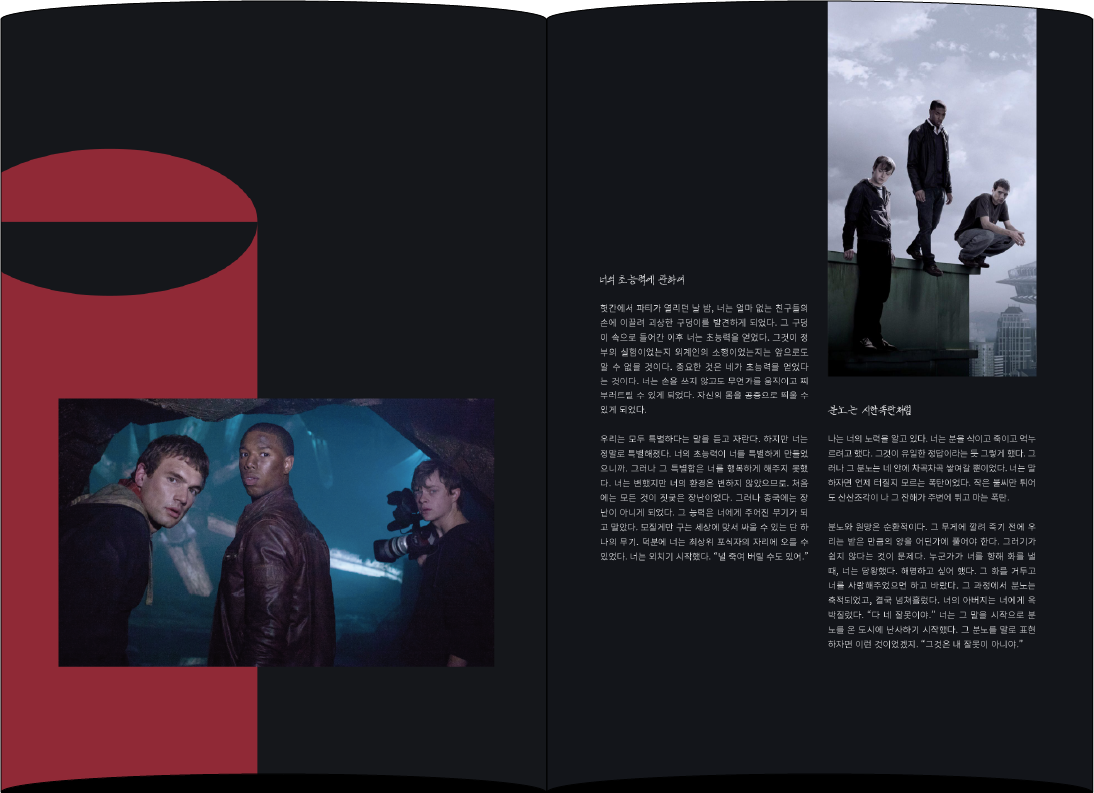 너의 초능력에 관하여
헛간에서 파티가 열리던 날 밤, 너는 얼마 없는 친구들의
손에 이끌려 괴상한 구덩이를 발견하게 되었다. 그 구덩
이 속으로 들어간 이후 너는 초능력을 얻었다. 그것이 정
부의 실험이었는지 외계인의 소행이었는지는 앞으로도
알 수 없을 것이다. 중요한 것은 네가 초능력을 얻었다
는 것이다. 너는 손을 쓰지 않고도 무언가를 움직이고 찌
부러트릴 수 있게 되었다. 자신의 몸을 공중으로 띄울 수
있게 되었다.
우리는 모두 특별하다는 말을 듣고 자란다. 하지만 너는
정말로 특별해졌다. 너의 초능력이 너를 특별하게 만들었
으니까. 그러나 그 특별함은 너를 행복하게 해주지 못했
다. 너는 변했지만 너의 환경은 변하지 않았으므로. 처음
에는 모든 것이 짓궂은 장난이었다. 그러나 종국에는 장
난이 아니게 되었다. 그 능력은 너에게 주어진 무기가 되
고 말았다. 모질게만 구는 세상에 맞서 싸울 수 있는 단 하
나의 무기. 덕분에 너는 최상위 포식자의 자리에 오를 수
있었다. 너는 외치기 시작했다. “널 죽여 버릴 수도 있어.”
분노는 시한폭탄처럼
나는 너의 노력을 알고 있다. 너는 분을 삭이고 죽이고 억누
르려고 했다. 그것이 유일한 정답이라는 듯 그렇게 했다. 그
러나 그 분노는 네 안에 차곡차곡 쌓여갈 뿐이었다. 너는 말
하자면 언제 터질지 모르는 폭탄이었다. 작은 불씨만 튀어
도 산산조각이 나 그 잔해가 주변에 튀고 마는 폭탄.
분노와 원망은 순환적이다. 그 무게에 깔려 죽기 전에 우
리는 받은 만큼의 양을 어딘가에 풀어야 한다. 그러기가
쉽지 않다는 것이 문제다. 누군가가 너를 향해 화를 낼
때, 너는 당황했다. 해명하고 싶어 했다. 그 화를 거두고
너를 사랑해주었으면 하고 바랐다. 그 과정에서 분노는
축적되었고, 결국 넘쳐흘렀다. 너의 아버지는 너에게 윽
박질렀다. “다 네 잘못이야.” 너는 그 말을 시작으로 분
노를 온 도시에 난사하기 시작했다. 그 분노를 말로 표현
하자면 이런 것이었겠지. “그것은 내 잘못이 아니야.”